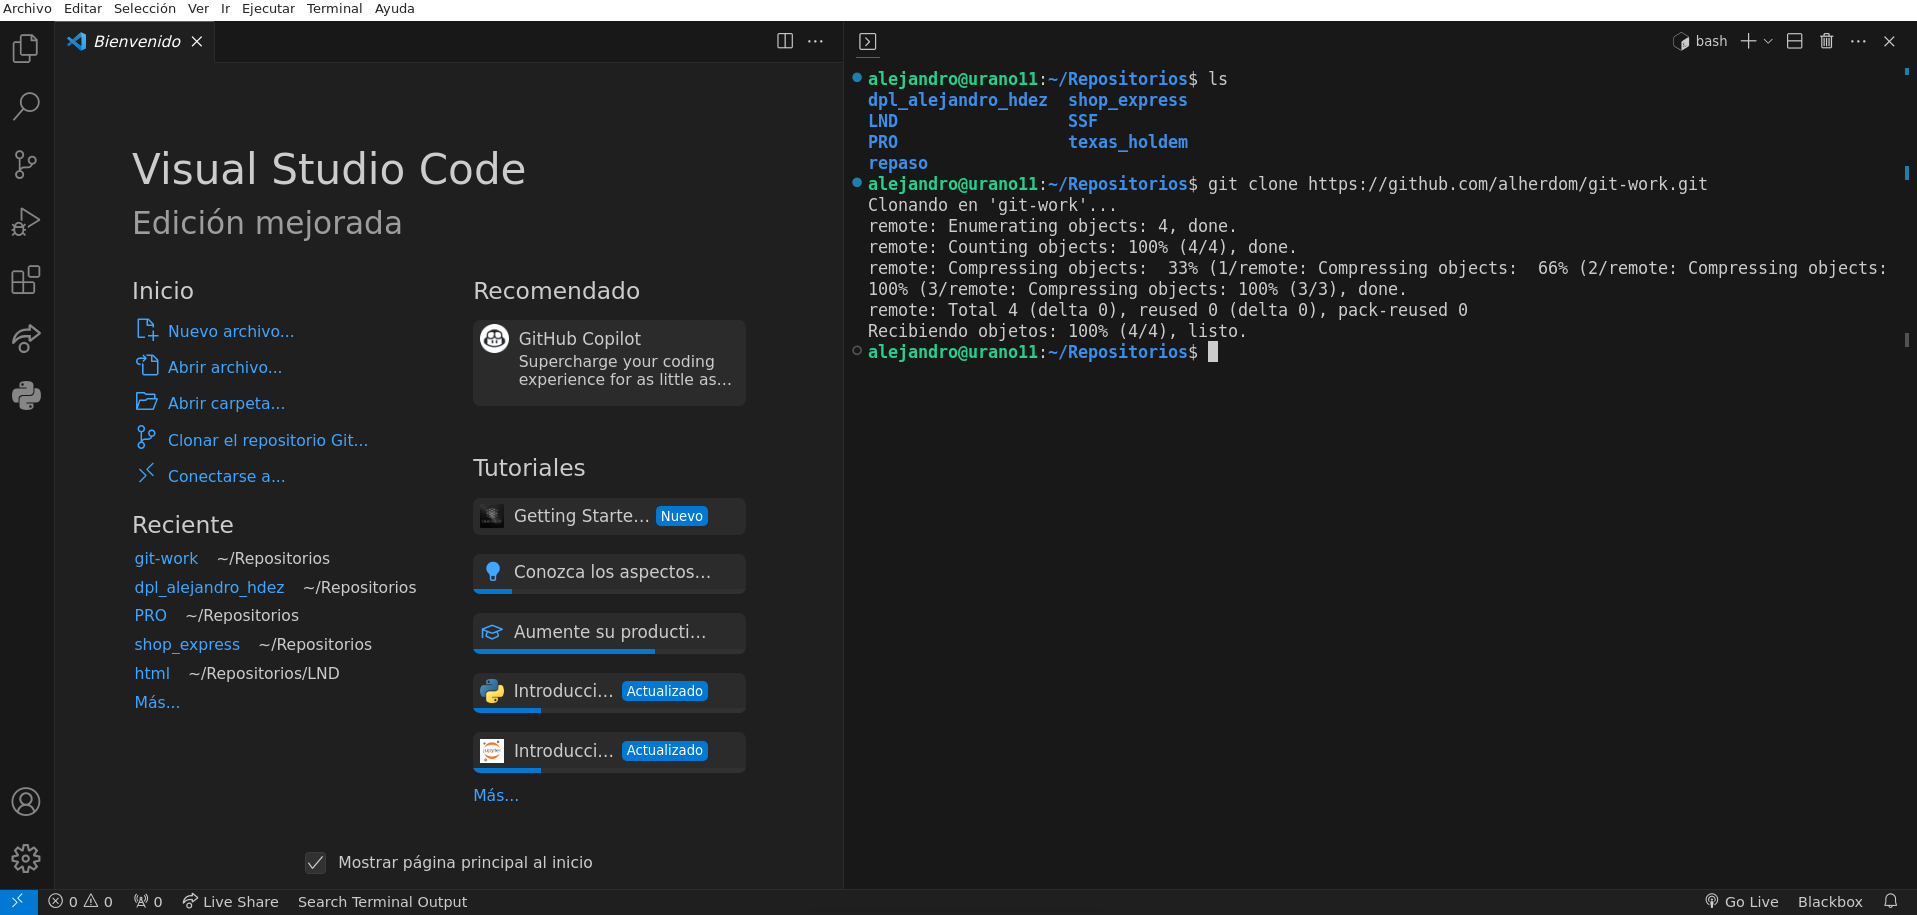 Archivo Editar Selección Ver Ir Ejecutar Terminal Ayuda
Bienvenido
Visual Studio Code
Edición mejorada
Inicio
Nuevo archivo...
Abrir archivo...
Abrir carpeta...
Clonar el repositorio Git...
Conectarse a...
Reciente
git-work ~/Repositorios
dpl_alejandro_hdez ~/Repositorios
PRO ~/Repositorios
shop_express ~/Repositorios
html ~/Repositorios/LND
Más...
Recomendado
GitHub Copilot
Supercharge your coding
experience for as little as...
Tutoriales
Getting Starte... Nuevo
Conozca los aspectos...
Aumente su producti...
Introducci... Actualizado
Introducci... Actualizado
Más...
Mostrar página principal al inicio
bash
alejandro@urano11:~/Repositorios$ ls
dpl_alejandro_hdez shop_express
LND SSF
PRO texas_holdem
repaso
alejandro@urano11:~/Repositorios$ git clone https://github.com/alherdom/git-work.git
Clonando en 'git-work'...
remote: Enumerating objects: 4, done.
remote: Counting objects: 100% (4/4), done.
remote: Compressing objects:  33% (1/remote: Compressing objects:  66% (2/remote: Compressing objects:
100% (3/remote: Compressing objects: 100% (3/3), done.
remote: Total 4 (delta 0), reused 0 (delta 0), pack-reused 0
Recibiendo objetos: 100% (4/4), listo.
alejandro@urano11:~/Repositorios$
0 0 0 Live Share Search Terminal Output Go Live Blackbox